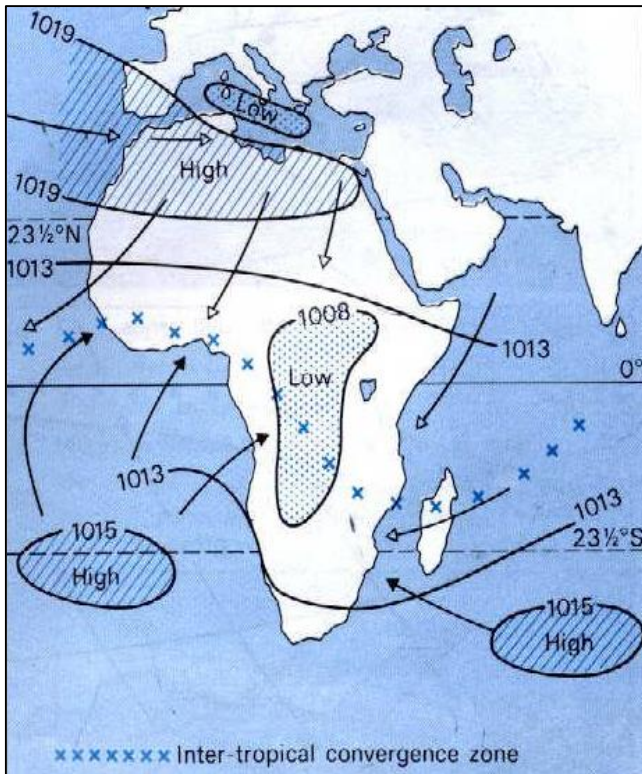 1019
Low
High
1019
23½°N
1013
1008
1013
0°
Low
1013
1013
23½°S
1015
High
1015
High
xxxxxxx Inter-tropical convergence zone